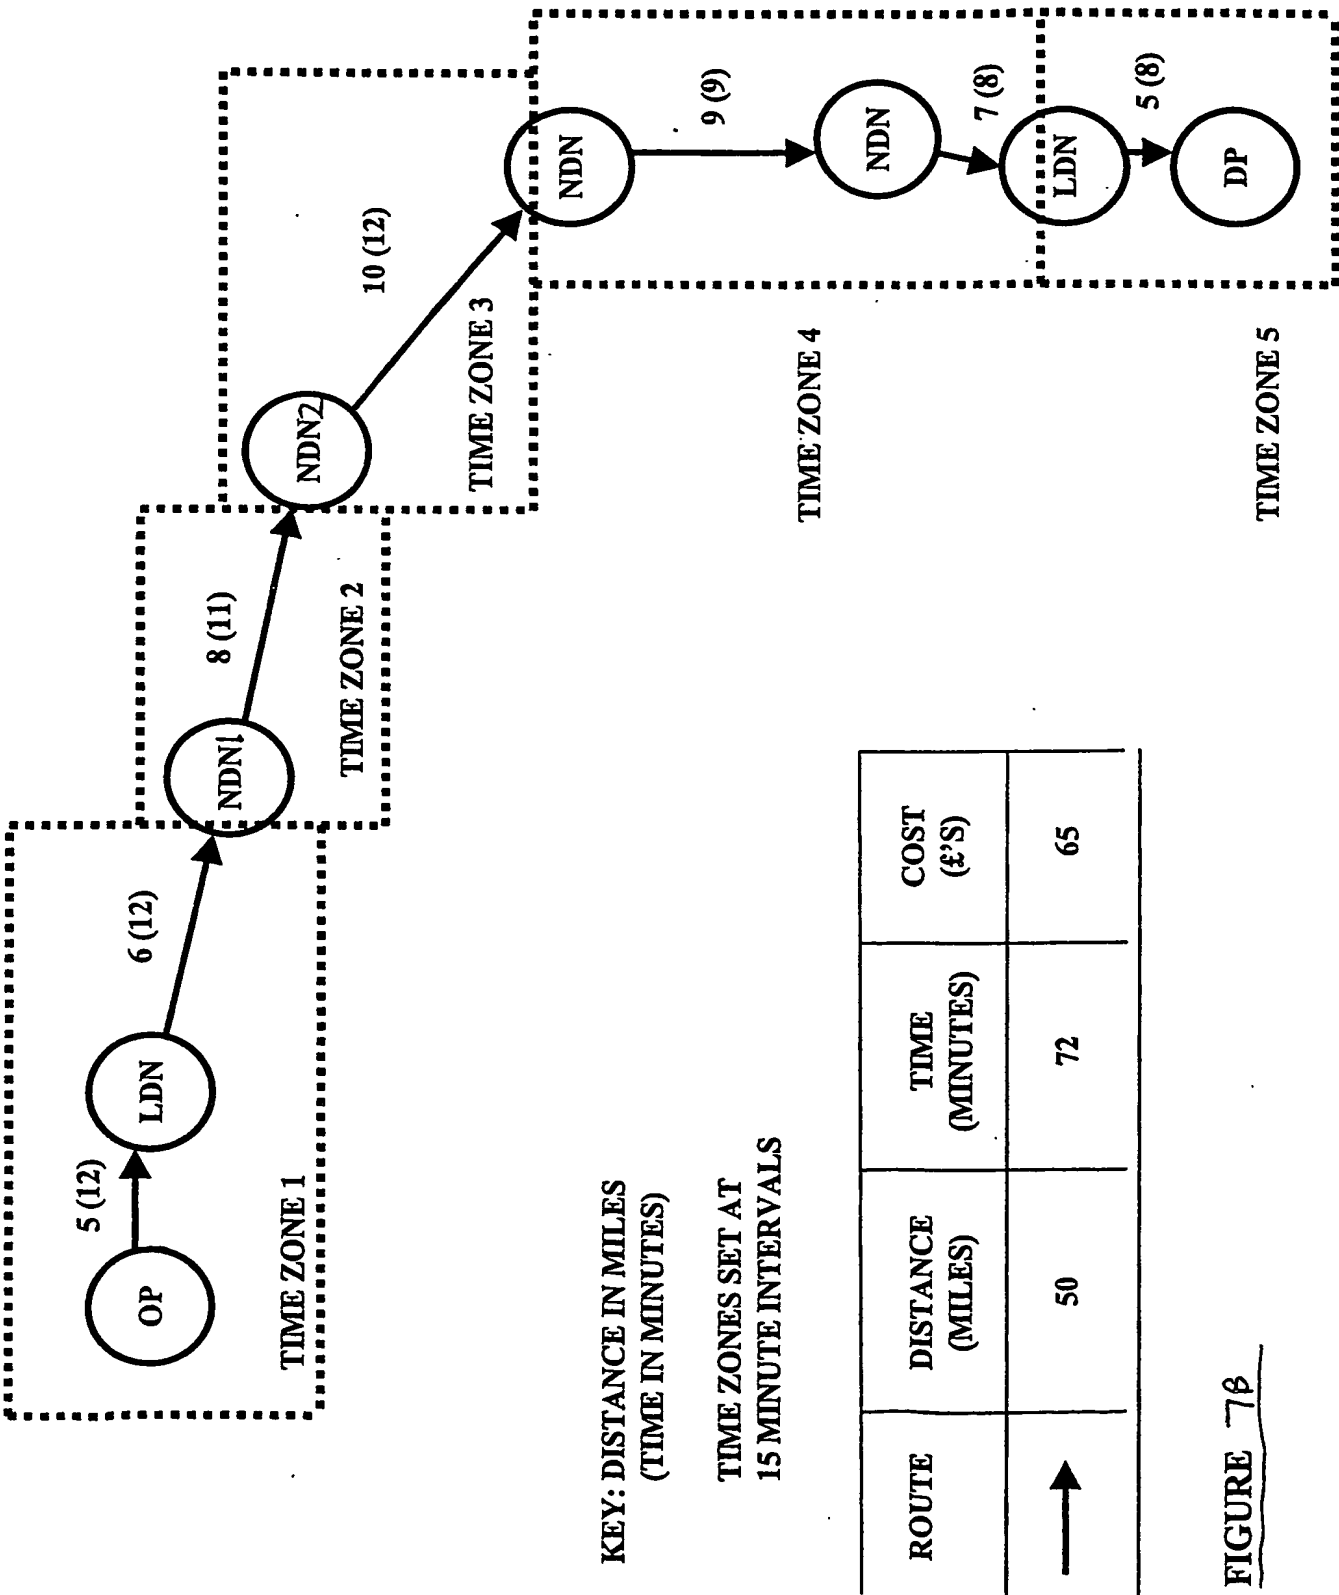 5 (12)
6 (12)
8 (11)
10 (12)
9 (9)
7 (8)
5 (8)
OP
LDN
NDN1
NDN2
NDN
NDN
LDN
DP
TIME ZONE 1
TIME ZONE 2
TIME ZONE 3
TIME ZONE 4
TIME ZONE 5
KEY: DISTANCE IN MILES
(TIME IN MINUTES)
TIME ZONES SET AT
15 MINUTE INTERVALS
ROUTE
DISTANCE
(MILES)
TIME
(MINUTES)
COST
(£'S)
50
72
65
FIGURE 7B